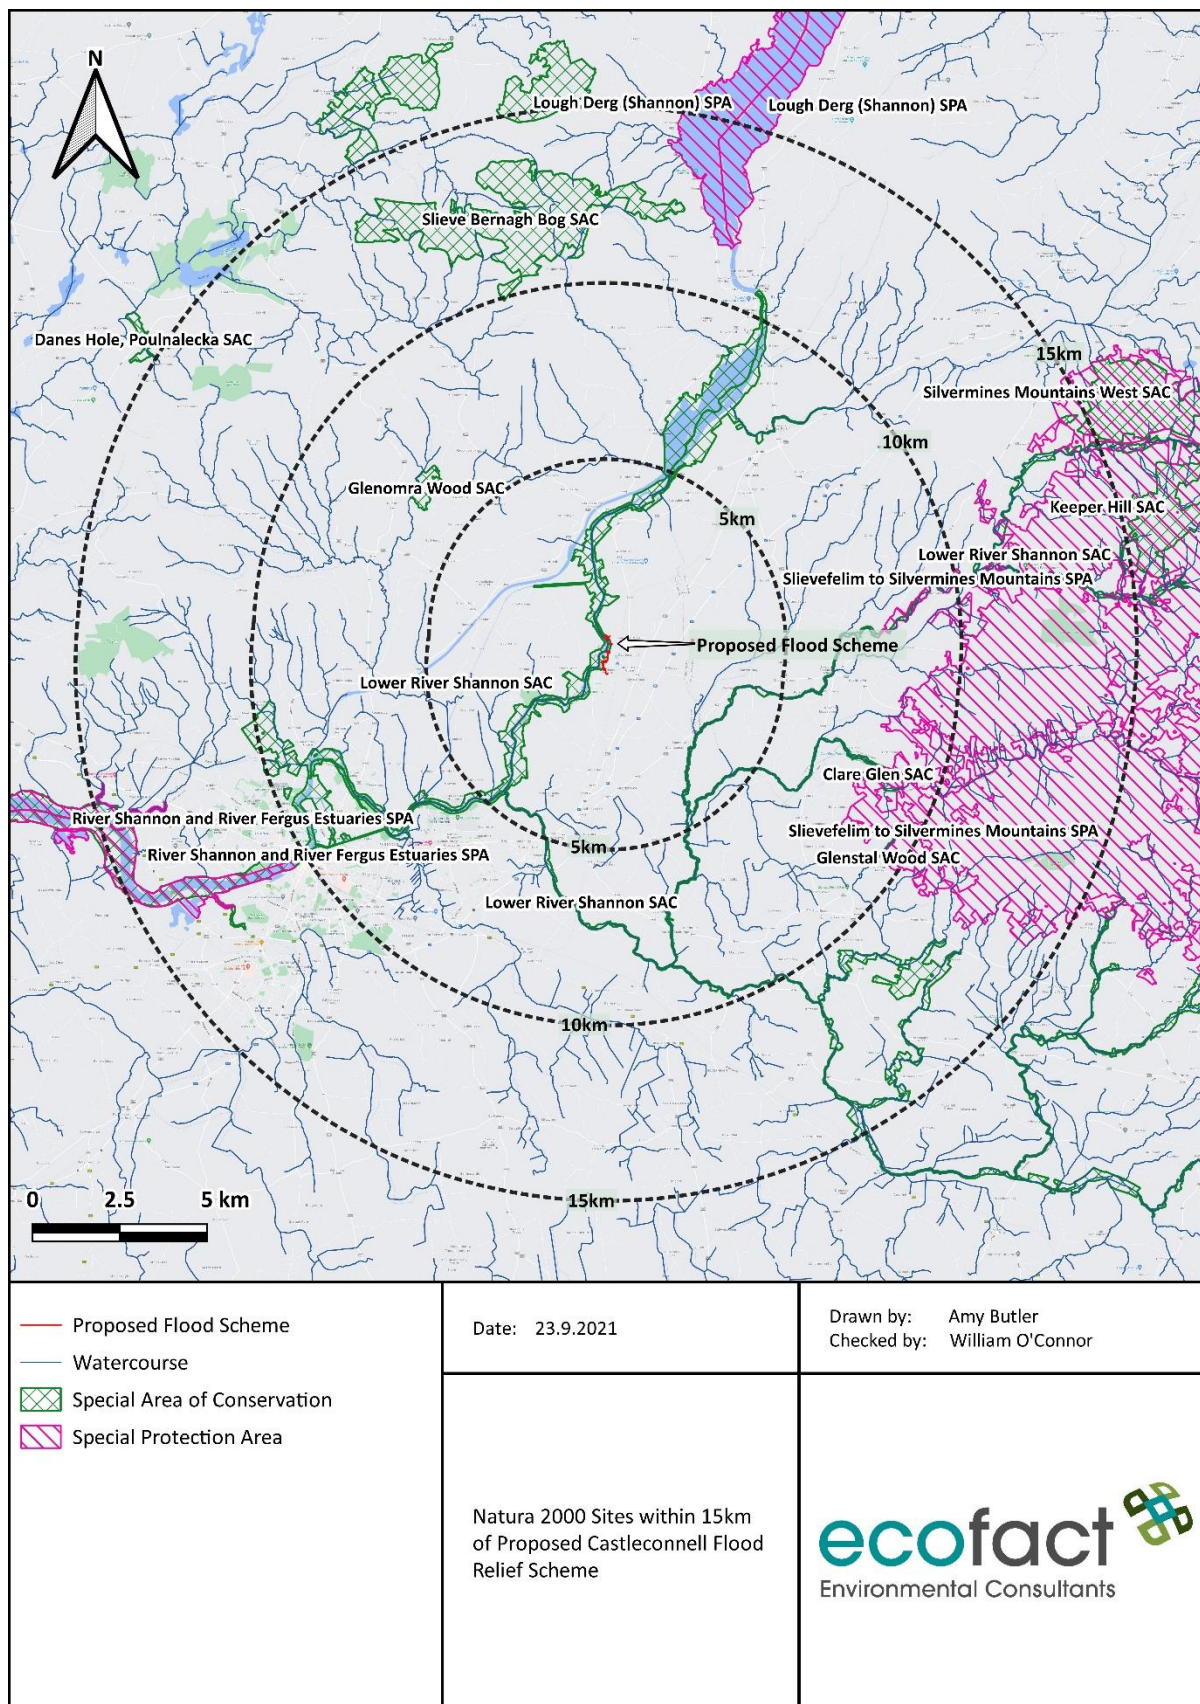 N
Lough Derg (Shannon) SPA
Lough Derg (Shannon) SPA
Slieve Bernagh Bog SAC
Danes Hole, Poulnalecka SAC
15km
Silvermines Mountains West SAC
10km
Glenomra Wood SAC
5km
Keeper Hill SAC
Lower River Shannon SAC
Slievefelim to Silvermines Mountains SPA
Proposed Flood Scheme
Lower River Shannon SAC
Clare Glen SAC
River Shannon and River Fergus Estuaries SPA
Slievefelim to Silvermines Mountains SPA
5km
River Shannon and River Fergus Estuaries SPA
Glenstal Wood SAC
Lower River Shannon SAC
10km
15km
0 2.5 5 km
Proposed Flood Scheme
Watercourse
Special Area of Conservation
Special Protection Area
Date: 23.9.2021
Drawn by: Amy Butler
Checked by: William O'Connor
Natura 2000 Sites within 15km
of Proposed Castleconnell Flood
Relief Scheme
ecofact
Environmental Consultants